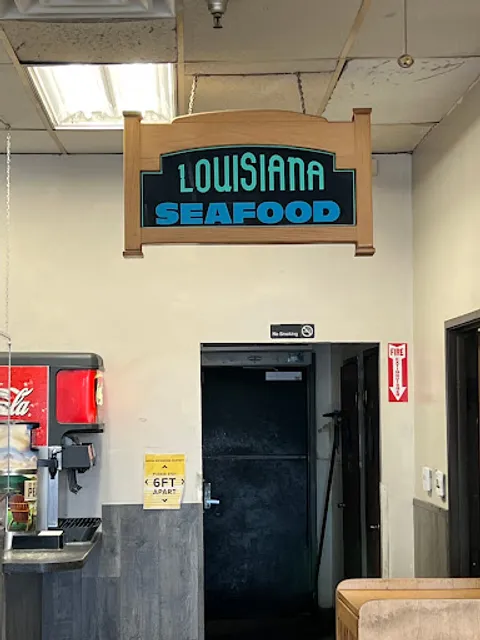 LOUISIANA
SEAFOOD
No Smoking
FIRE
EXTINGUISHER
6FT
APART